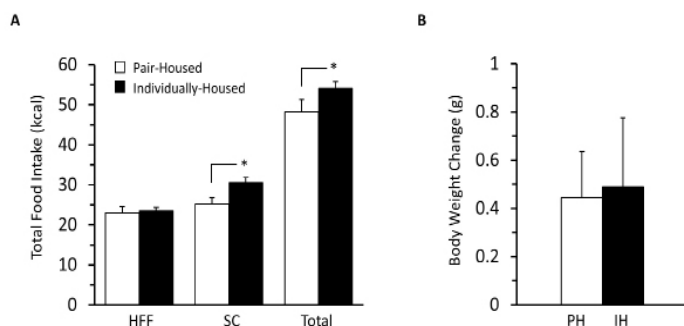 A
B
Pair-Housed
Individually-Housed
Total Food Intake (kcal)
60
50
40
30
20
10
0
*
*
HFF
SC
Total
Body Weight Change (g)
1
0.8
0.6
0.4
0.2
0
PH
IH